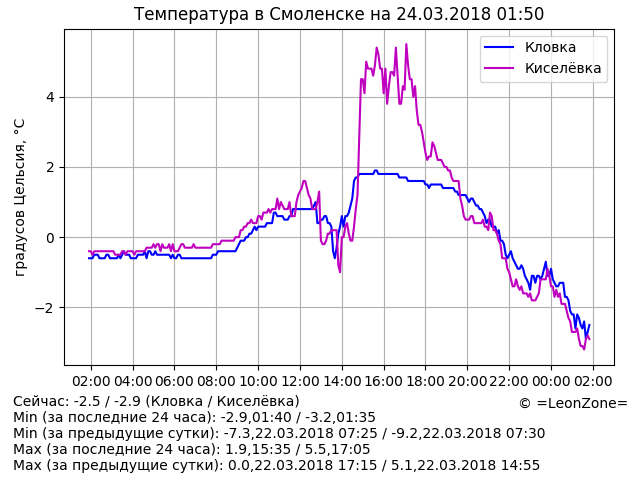 Температура в Смоленске на 24.03.2018 01:50
Кловка
Киселёвка
градусов Цельсия, °C
4
2
0
−2
02:00 04:00 06:00 08:00 10:00 12:00 14:00 16:00 18:00 20:00 22:00 00:00 02:00
Сейчас: -2.5 / -2.9 (Кловка / Киселёвка)
© =LeonZone=
Min (за последние 24 часа): -2.9,01:40 / -3.2,01:35
Min (за предыдущие сутки): -7.3,22.03.2018 07:25 / -9.2,22.03.2018 07:30
Max (за последние 24 часа): 1.9,15:35 / 5.5,17:05
Max (за предыдущие сутки): 0.0,22.03.2018 17:15 / 5.1,22.03.2018 14:55